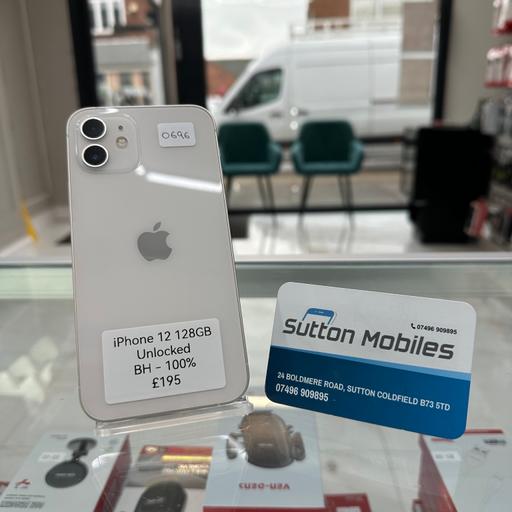 0696
iPhone 12 128GB
Unlocked
BH - 100%
£195
07496 909895
Sutton Mobiles
24 BOLDMERE ROAD, SUTTON COLDFIELD B73 5TD
07496 909895